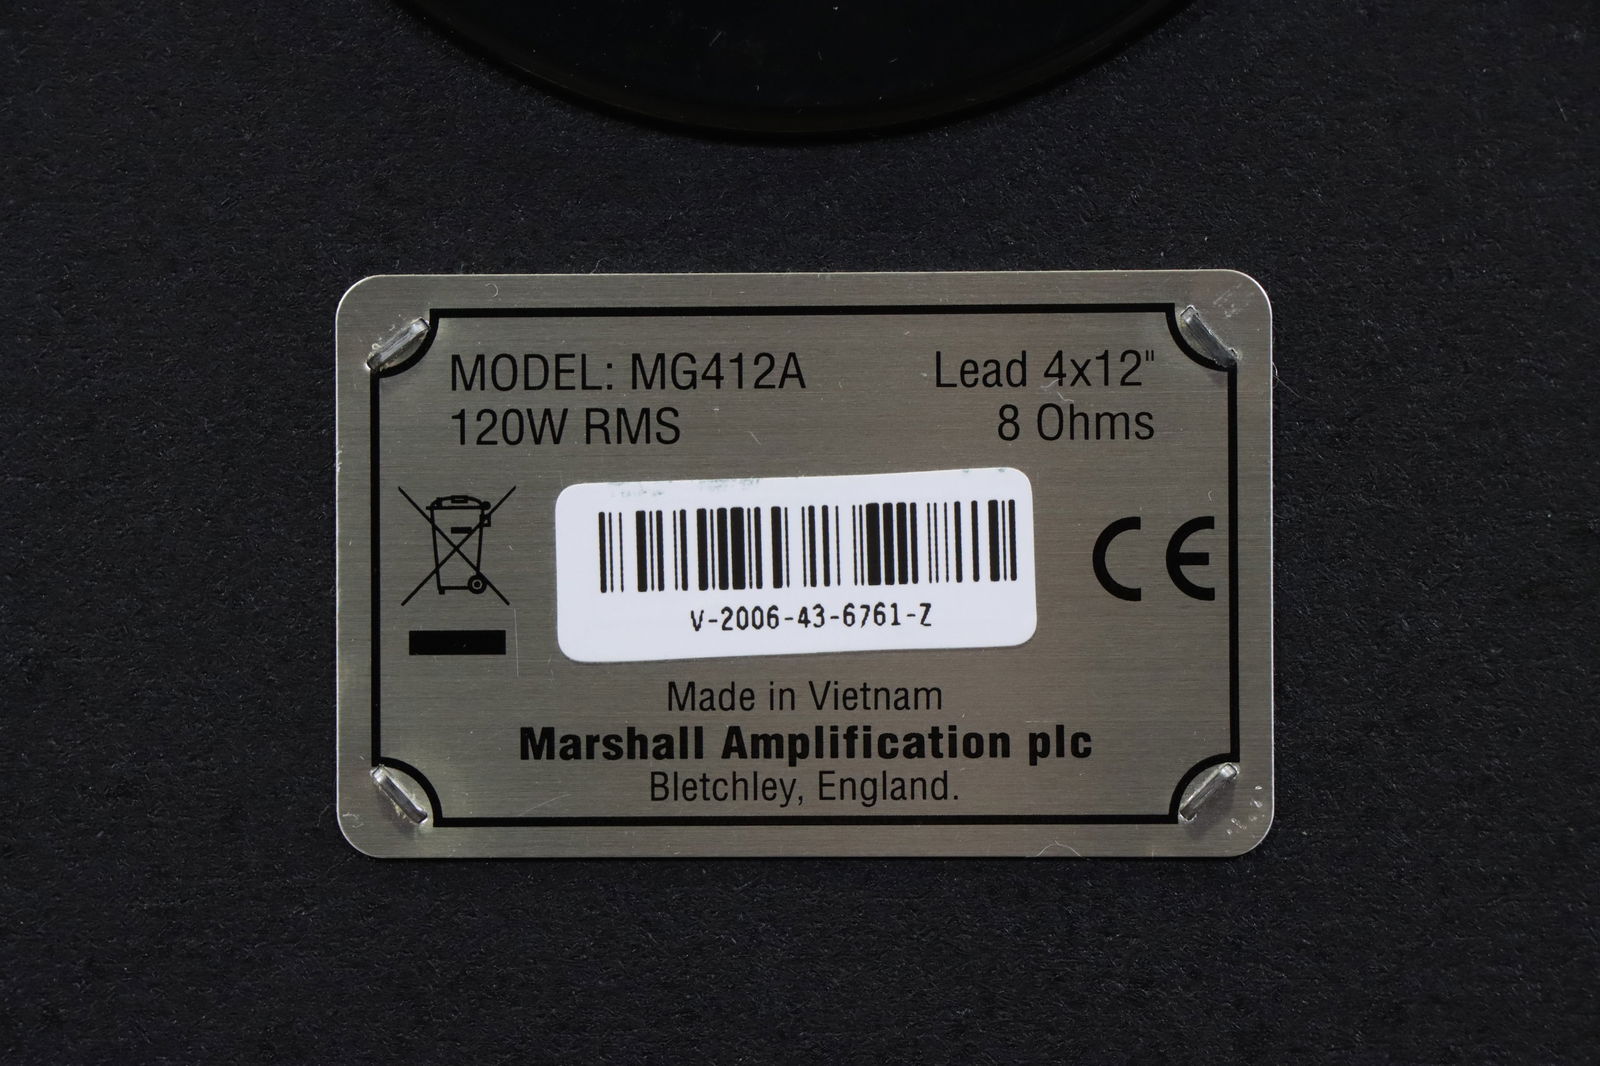 MODEL: MG412A Lead 4x12"
120W RMS 8 Ohms
V-2006-43-6761-Z
CE
Made in Vietnam
Marshall Amplification plc
Bletchley, England.